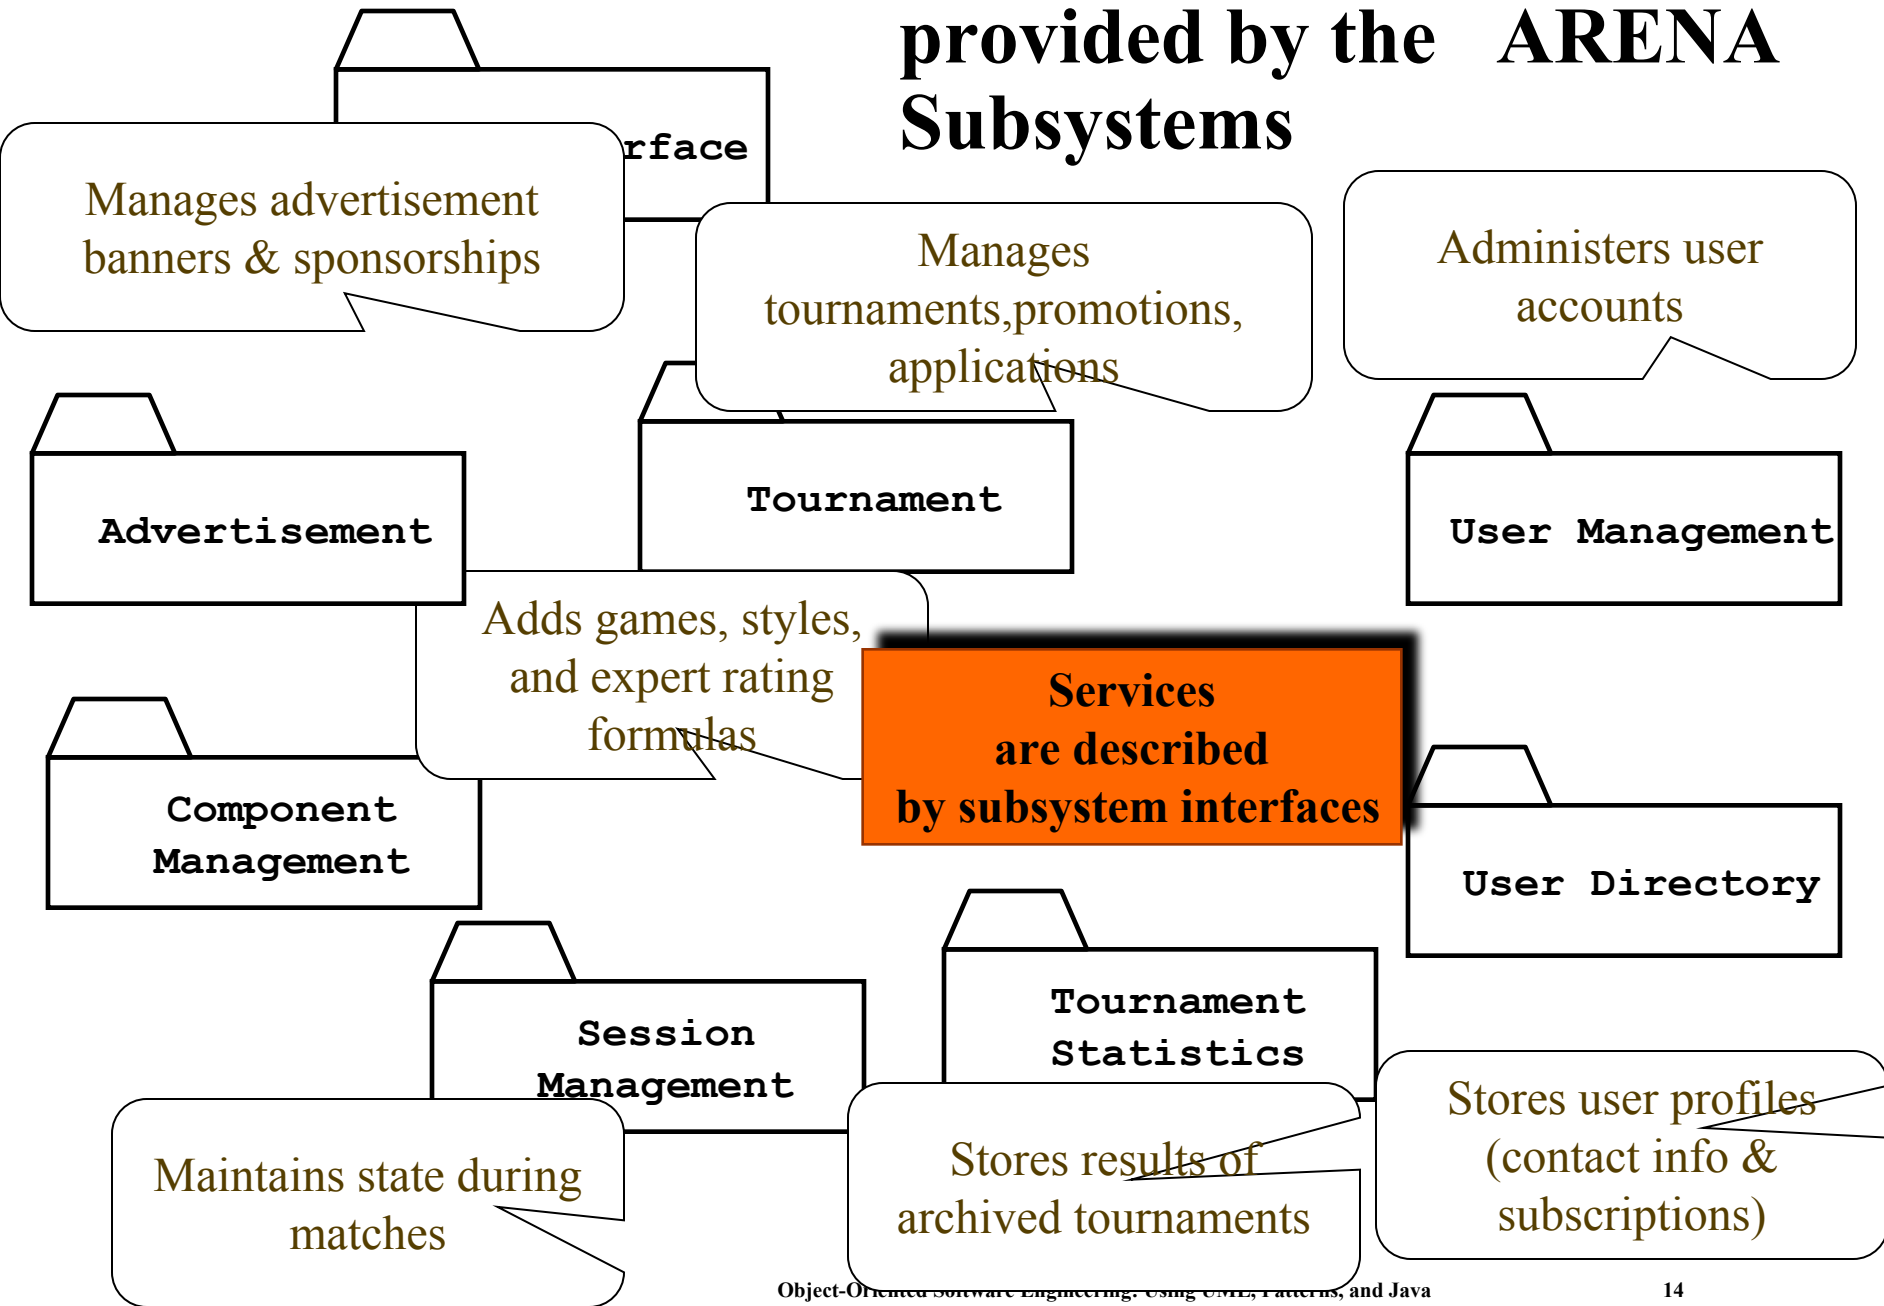 provided by the ARENA
Subsystems
rface
Manages advertisement
banners & sponsorships
Manages
tournaments,promotions,
applications
Administers user
accounts
Advertisement
Tournament
User Management
Adds games, styles,
and expert rating
formulas
Services
are described
by subsystem interfaces
Component
Management
User Directory
Session
Management
Tournament
Statistics
Maintains state during
matches
Stores results of
archived tournaments
Stores user profiles
(contact info &
subscriptions)
Object-Oriented Software Engineering: Using UML, Patterns, and Java
14